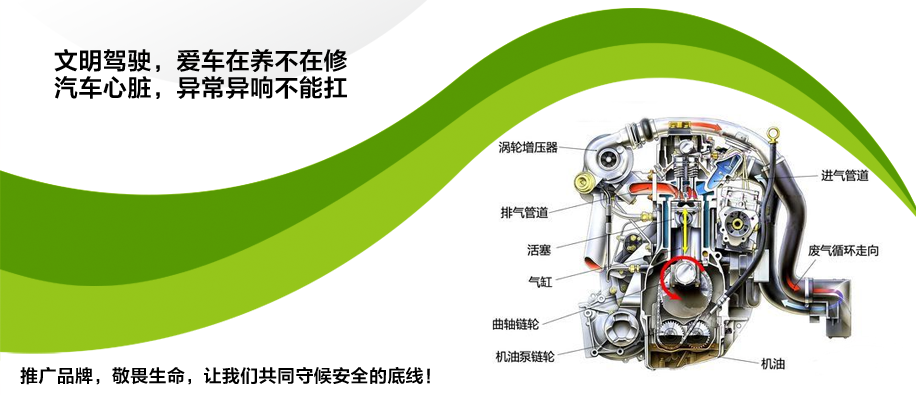 文明驾驶，爱车在养不在修
汽车心脏，异常异响不能扛
涡轮增压器
进气管道
排气管道
活塞
废气循环走向
气缸
曲轴链轮
机油泵链轮
机油
推广品牌，敬畏生命，让我们共同守候安全的底线！